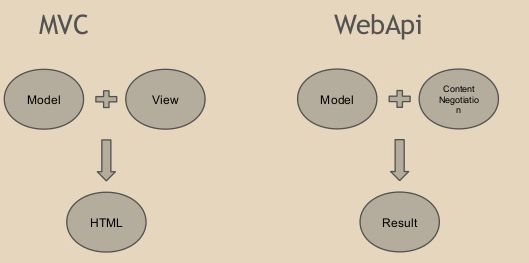 MVC
WebApi
Model
View
Model
Content
Negotiatio
n
HTML
Result